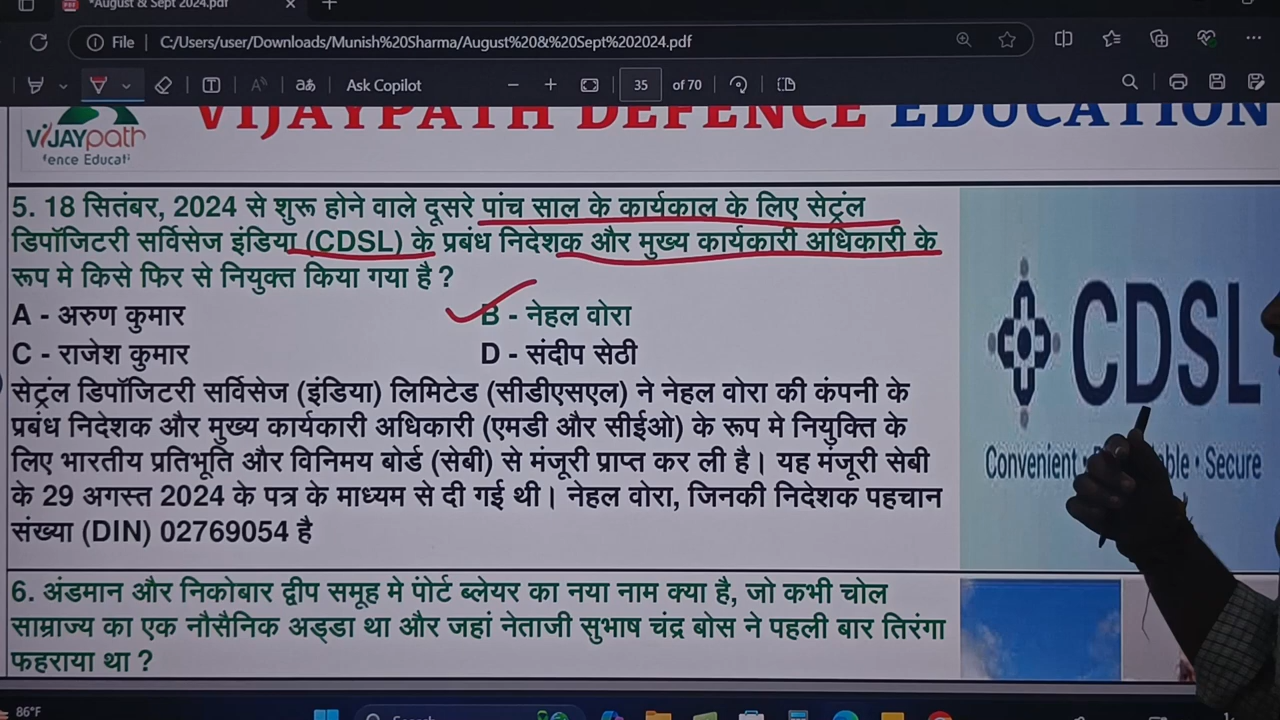 *August & Sept 2024.pdf
File C:/Users/user/Downloads/Munish%20Sharma/August%20&%20Sept%202024.pdf
Ask Copilot 35 of 70
VIJAYPATH DEFENCE EDUCATION
VIJAYpath
ence Educati
5. 18 सितंबर, 2024 से शुरू होने वाले दूसरे पांच साल के कार्यकाल के लिए सेट्रंल
डिपॉजिटरी सर्विसेज इंडिया (CDSL) के प्रबंध निदेशक और मुख्य कार्यकारी अधिकारी के
रूप मे किसे फिर से नियुक्त किया गया है ?
A - अरुण कुमार B - नेहल वोरा
C - राजेश कुमार D - संदीप सेठी
सेट्रंल डिपॉजिटरी सर्विसेज (इंडिया) लिमिटेड (सीडीएसएल) ने नेहल वोरा की कंपनी के
प्रबंध निदेशक और मुख्य कार्यकारी अधिकारी (एमडी और सीईओ) के रूप मे नियुक्ति के
लिए भारतीय प्रतिभूति और विनिमय बोर्ड (सेबी) से मंजूरी प्राप्त कर ली है। यह मंजूरी सेबी
के 29 अगस्त 2024 के पत्र के माध्यम से दी गई थी। नेहल वोरा, जिनकी निदेशक पहचान
संख्या (DIN) 02769054 है
CDSL
Convenient • • Secure
6. अंडमान और निकोबार द्वीप समूह मे पंोर्ट ब्लेयर का नया नाम क्या है, जो कभी चोल
साम्राज्य का एक नौसैनिक अड्डा था और जहां नेताजी सुभाष चंद्र बोस ने पहली बार तिरंगा
फहराया था ?
86°F
Search